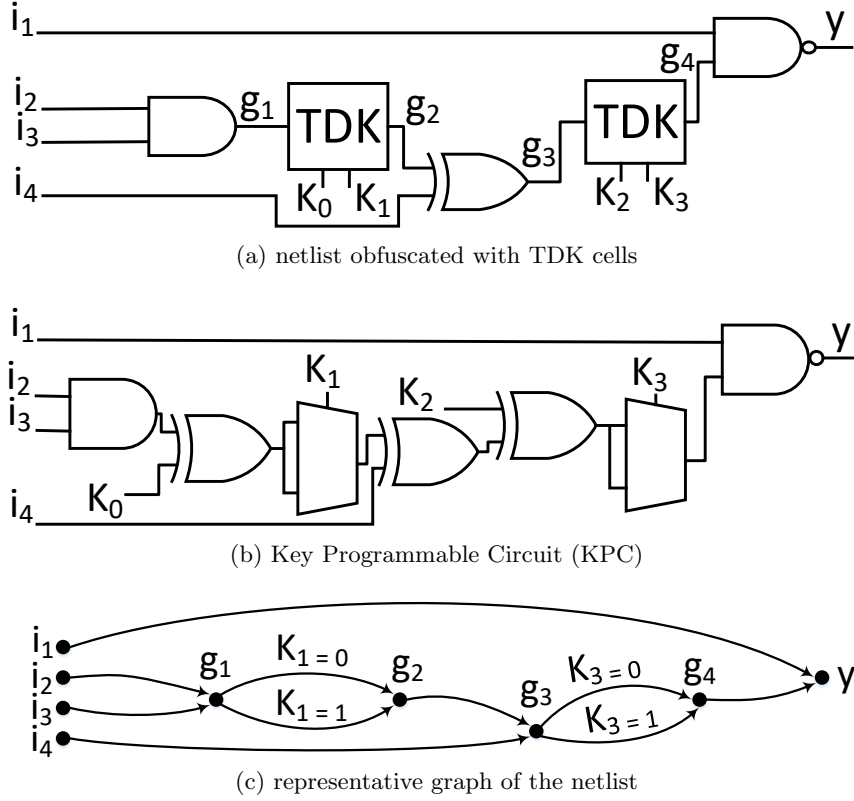 i1
y
g4
i2
g1
TDK
g2
TDK
i3
g3
i4
K0 K1
K2 K3
(a) netlist obfuscated with TDK cells
i1
y
i2
K1
K2
K3
i3
K0
i4
(b) Key Programmable Circuit (KPC)
i1
K1 = 0
K3 = 0
i2
g1
g2
g4
y
i3
K1 = 1
g3
K3 = 1
i4
(c) representative graph of the netlist